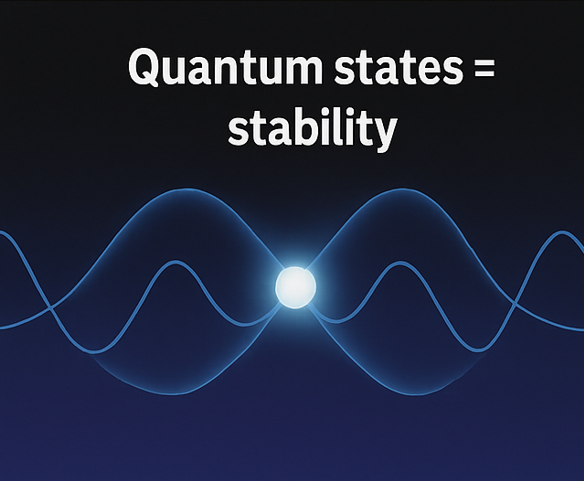 Quantum states =
stability